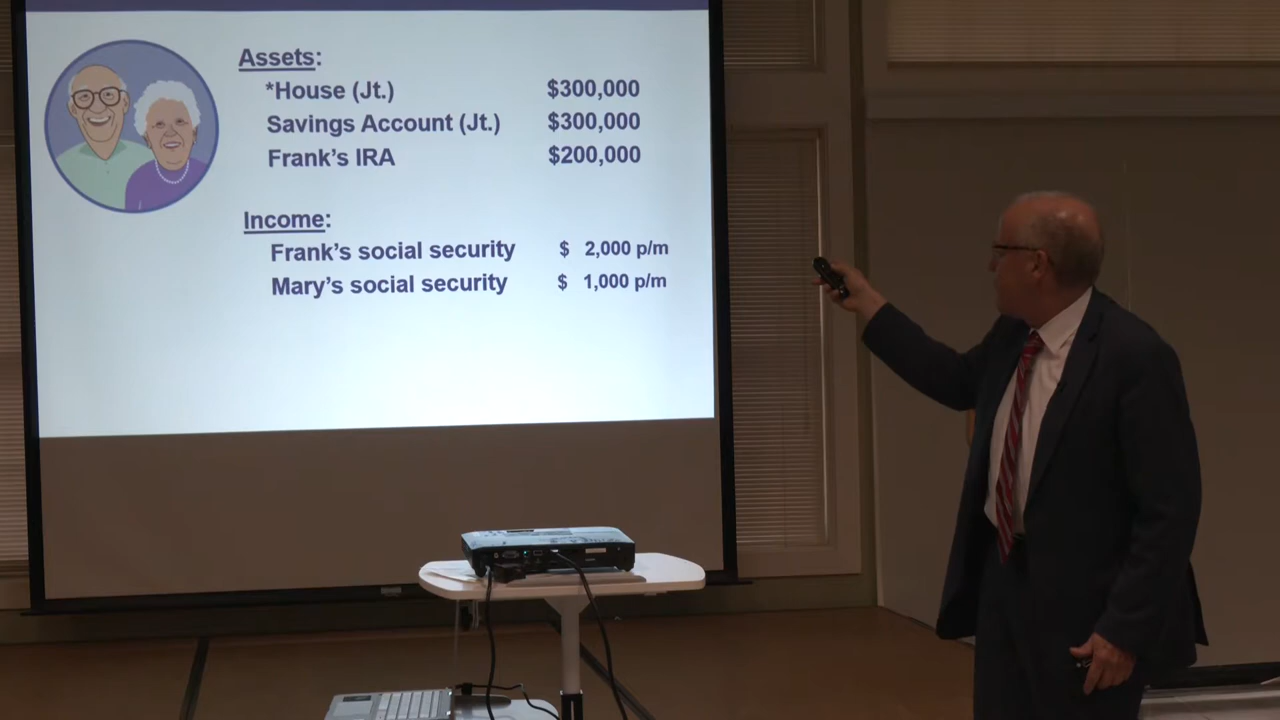 Assets:
*House (Jt.) $300,000
Savings Account (Jt.) $300,000
Frank's IRA $200,000
Income:
Frank's social security $ 2,000 p/m
Mary's social security $ 1,000 p/m